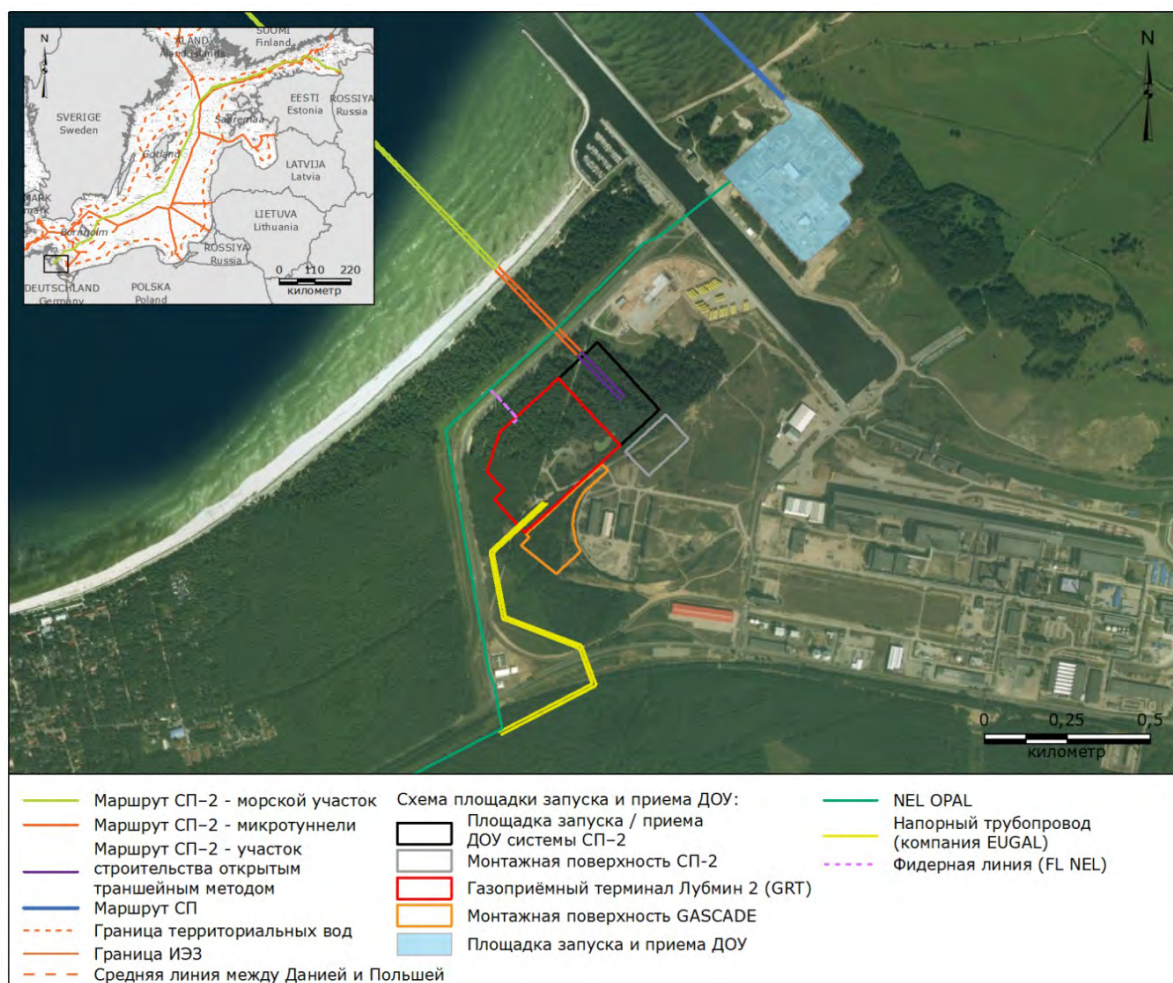 N
ÅLAND
Åland Islands
SUOMI
Finland
SVERIGE
Sweden
EESTI
Estonia
ROSSIYA
Russia
Saaremaa
Gotland
LATVIJA
Latvia
LIETUVA
Lithuania
MARK
mark
Bornholm
ROSSIYA
Russia
DEUTSCHLAND
Germany
POLSKA
Poland
0 110 220
километр
N
0 0,25 0,5
километр
Маршрут СП–2 - морской участок
Маршрут СП–2 - микротуннели
Маршрут СП–2 - участок
строительства открытым
траншейным методом
Маршрут СП
Граница территориальных вод
Граница ИЭЗ
Средняя линия между Данией и Польшей
Схема площадки запуска и приема ДОУ:
Площадка запуска / приема
ДОУ системы СП–2
Монтажная поверхность СП-2
Газоприёмный терминал Лубмин 2 (GRT)
Монтажная поверхность GASCADE
Площадка запуска и приема ДОУ
NEL OPAL
Напорный трубопровод
(компания EUGAL)
Фидерная линия (FL NEL)